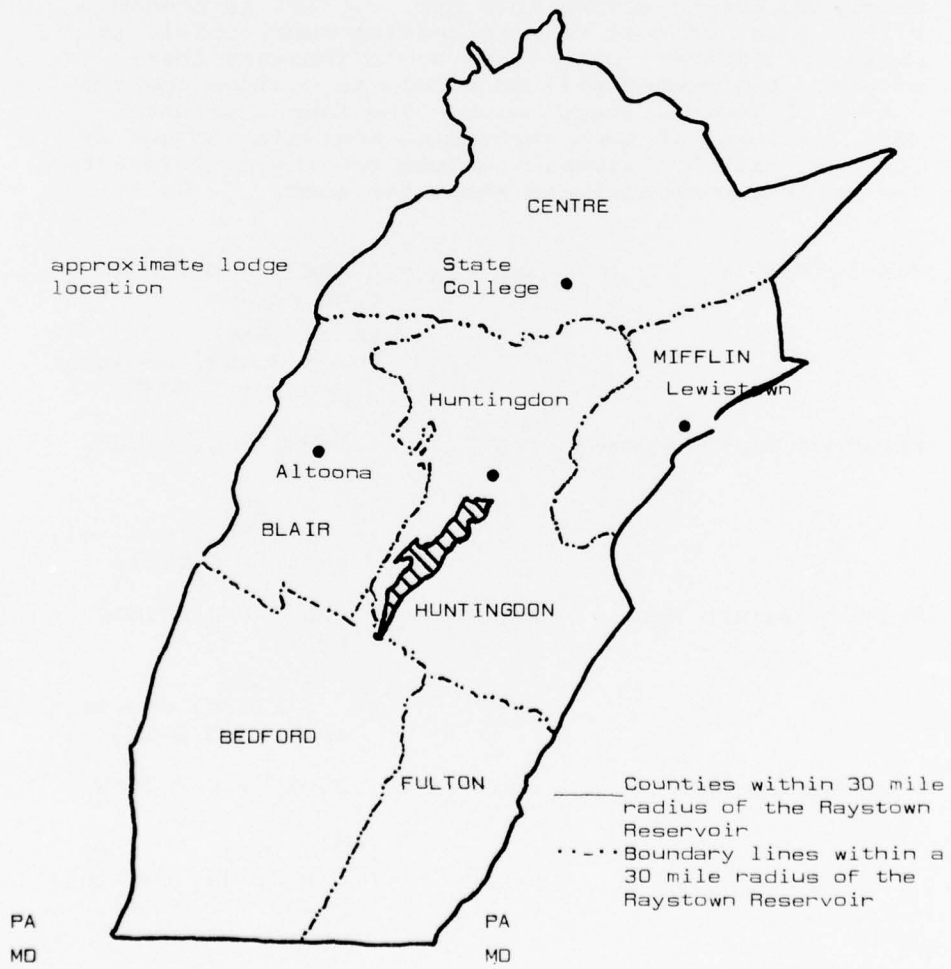 CENTRE
approximate lodge
location
State
College
MIFFLIN
Lewistown
Huntingdon
Altoona
BLAIR
HUNTINGDON
BEDFORD
FULTON
Counties within 30 mile
radius of the Raystown
Reservoir
Boundary lines within a
30 mile radius of the
Raystown Reservoir
PA
MD
PA
MD